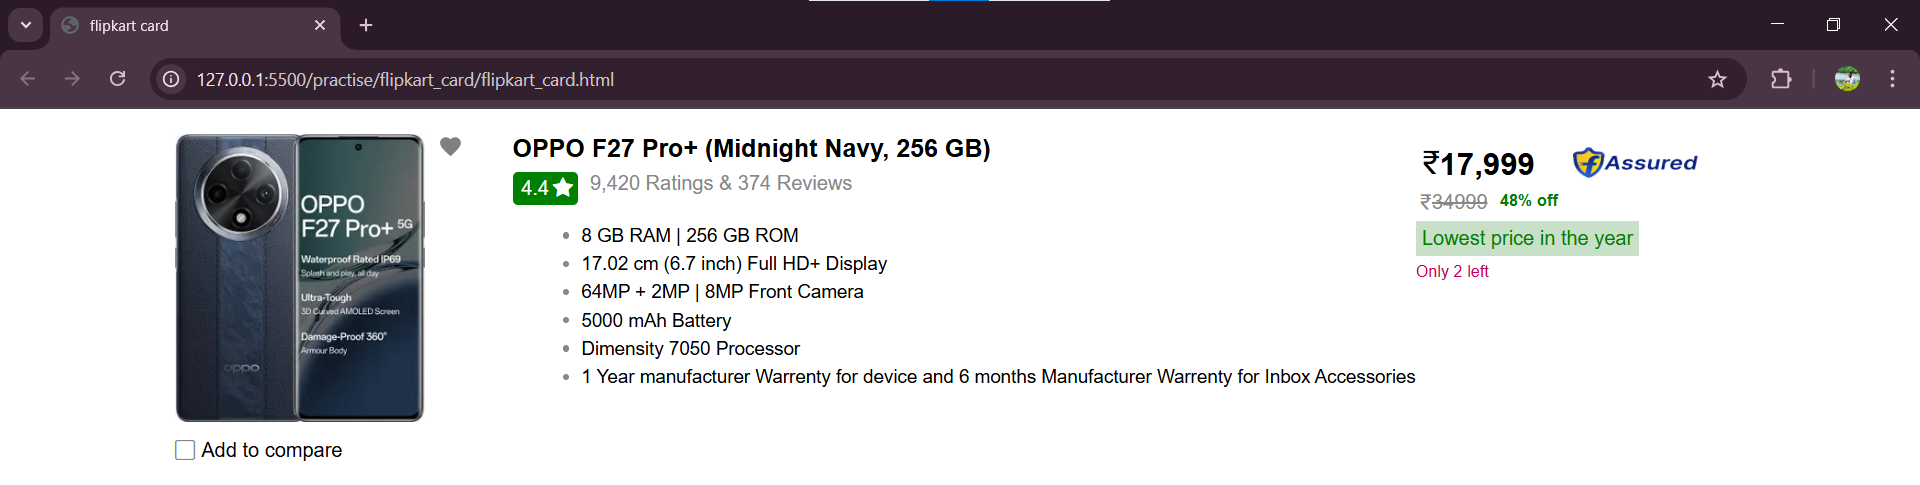 flipkart card
127.0.0.1:5500/practise/flipkart_card/flipkart_card.html
OPPO
F27 Pro+ 5G
Waterproof Rated IP69
Splash and play, all day
Ultra-Tough
3D Curved AMOLED Screen
Damage-Proof 360°
Armour Body
oppo
Add to compare
OPPO F27 Pro+ (Midnight Navy, 256 GB)
4.4 9,420 Ratings & 374 Reviews
8 GB RAM | 256 GB ROM
17.02 cm (6.7 inch) Full HD+ Display
64MP + 2MP | 8MP Front Camera
5000 mAh Battery
Dimensity 7050 Processor
1 Year manufacturer Warrenty for device and 6 months Manufacturer Warrenty for Inbox Accessories
₹17,999 f Assured
₹34999 48% off
Lowest price in the year
Only 2 left